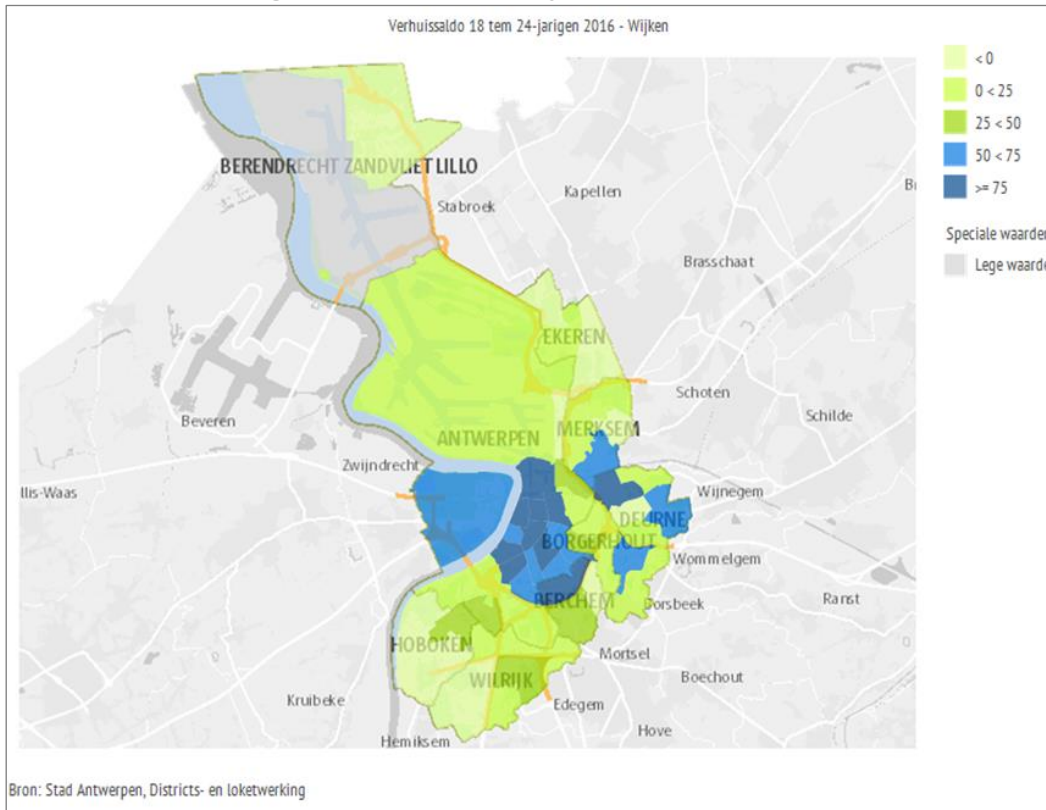 Verhuissaldo 18 tem 24-jarigen 2016 - Wijken
< 0
0 < 25
25 < 50
50 < 75
>= 75
Speciale waarden
Lege waarde
BERENDRECHT ZANDVLIET LILLO
Kapellen
Stabroek
Brasschaat
EKEREN
Schoten
Schilde
Beveren
ANTWERPEN
MERKSEM
Zwijndrecht
llis-Waas
Wijnegem
DEURNE
BORGERHOUT
Wommelgem
BERCHEM
Borsbeek
Ranst
HOBOKEN
Mortsel
Boechout
WILRIJK
Kruibeke
Edegem
Hove
Hemiksem
Bron: Stad Antwerpen, Districts- en loketwerking